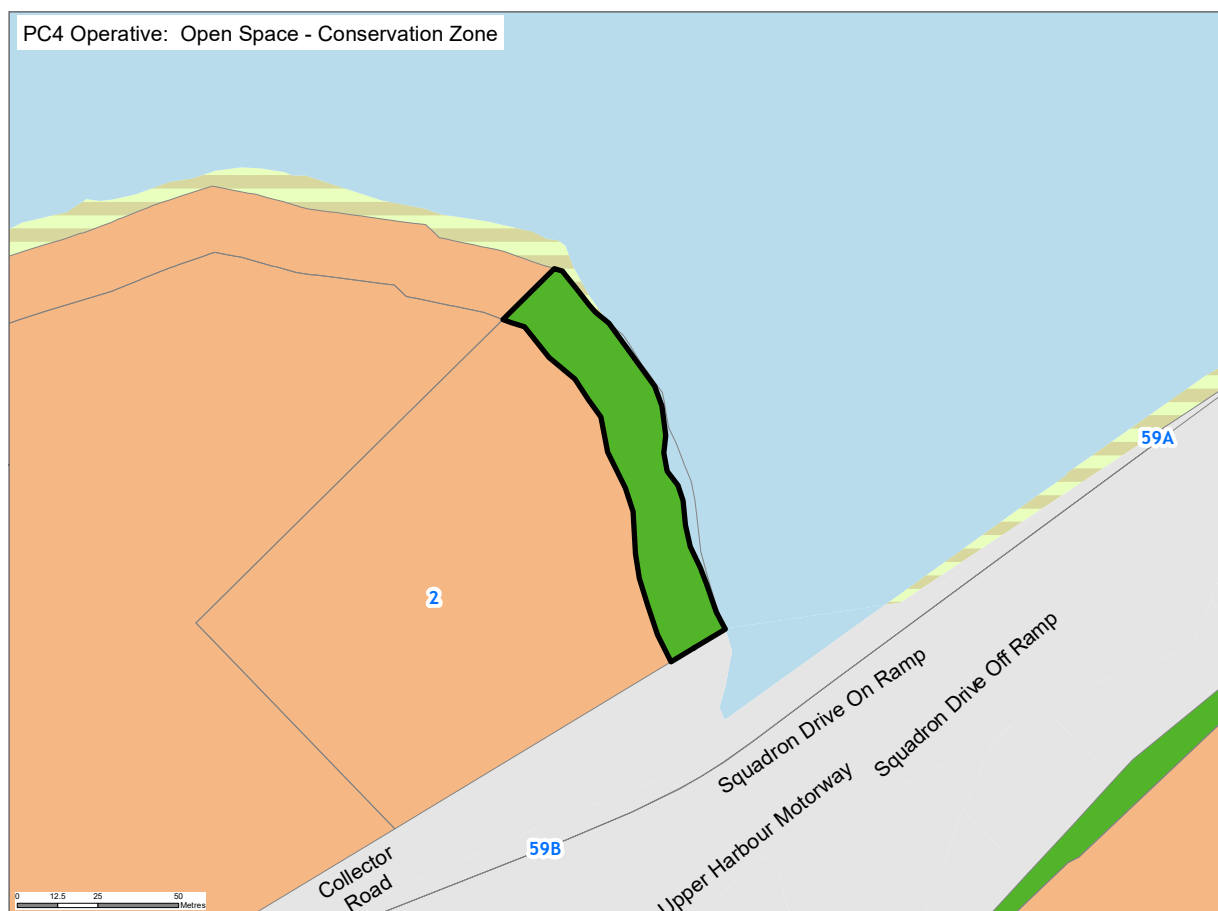 PC4 Operative:  Open Space - Conservation Zone
59A
2
Squadron Drive On Ramp
Squadron Drive Off Ramp
Upper Harbour Motorway
59B
Collector
Road
0 12.5 25 50
Metres